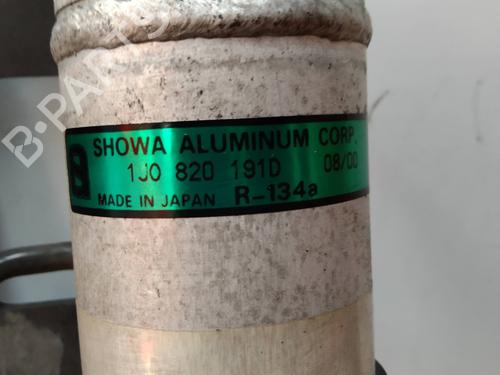 SHOWA ALUMINUM CORP.
1J0 820 191D 08/00
MADE IN JAPAN R-134a
B-PARTS